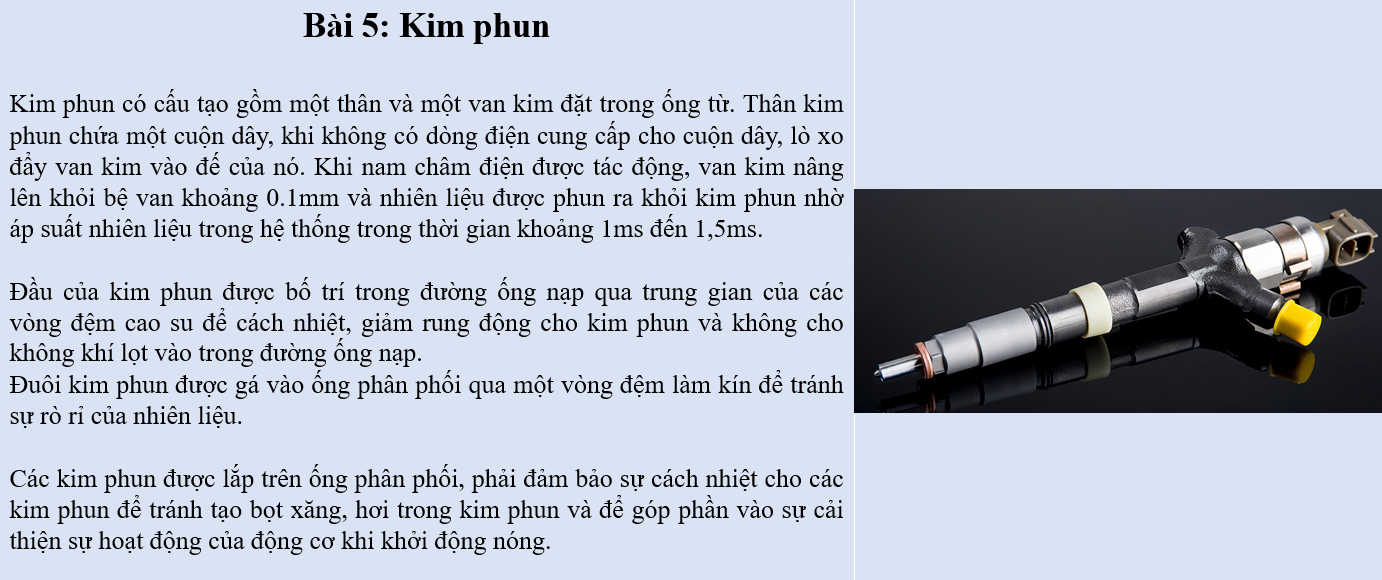 Bài 5: Kim phun
Kim phun có cấu tạo gồm một thân và một van kim đặt trong ống từ. Thân kim
phun chứa một cuộn dây, khi không có dòng điện cung cấp cho cuộn dây, lò xo
đẩy van kim vào đế của nó. Khi nam châm điện được tác động, van kim nâng
lên khỏi bệ van khoảng 0.1mm và nhiên liệu được phun ra khỏi kim phun nhờ
áp suất nhiên liệu trong hệ thống trong thời gian khoảng 1ms đến 1,5ms.
Đầu của kim phun được bố trí trong đường ống nạp qua trung gian của các
vòng đệm cao su để cách nhiệt, giảm rung động cho kim phun và không cho
không khí lọt vào trong đường ống nạp.
Đuôi kim phun được gá vào ống phân phối qua một vòng đệm làm kín để tránh
sự rò rỉ của nhiên liệu.
Các kim phun được lắp trên ống phân phối, phải đảm bảo sự cách nhiệt cho các
kim phun để tránh tạo bọt xăng, hơi trong kim phun và để góp phần vào sự cải
thiện sự hoạt động của động cơ khi khởi động nóng.